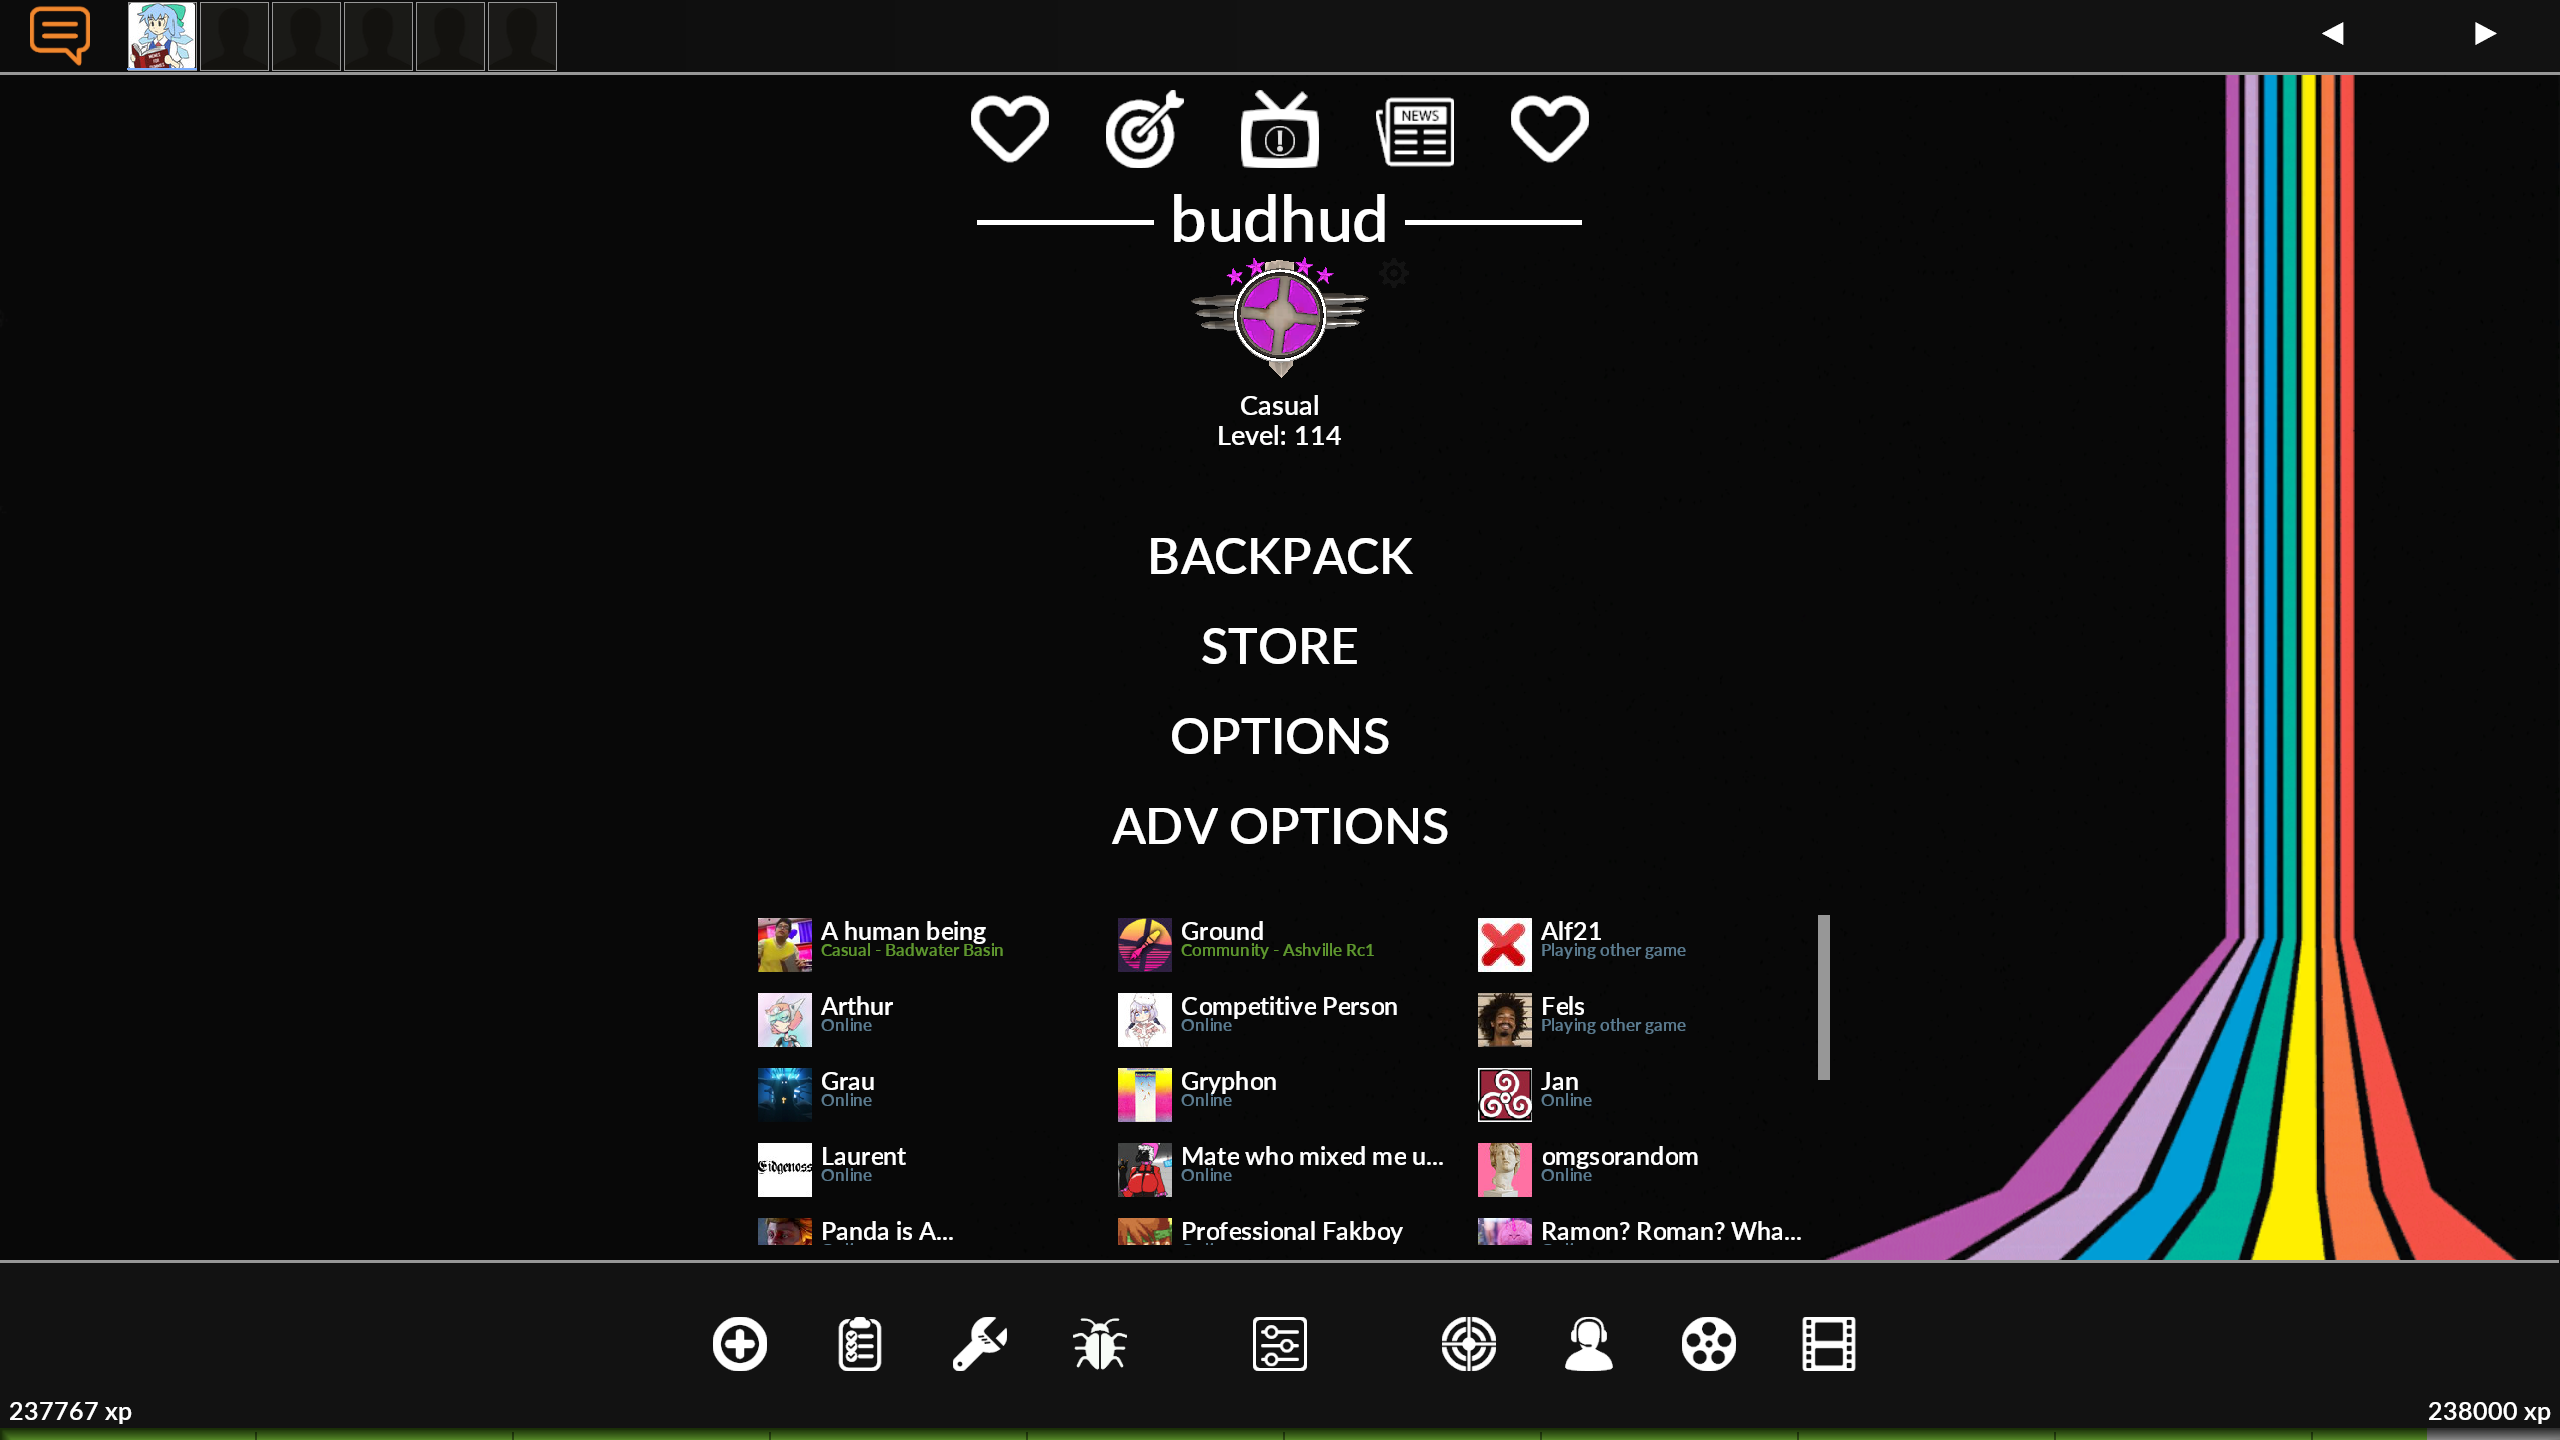 NEWS
budhud
Casual
Level: 114
BACKPACK
STORE
OPTIONS
ADV OPTIONS
A human being
Casual - Badwater Basin
Ground
Community - Ashville Rc1
Alf21
Playing other game
Arthur
Online
Competitive Person
Online
Fels
Playing other game
Grau
Online
Gryphon
Online
Jan
Online
Eidgenoss
Laurent
Online
Mate who mixed me u...
Online
omgsorandom
Online
Panda is A...
Professional Fakboy
Ramon? Roman? Wha...
237767 xp
238000 xp